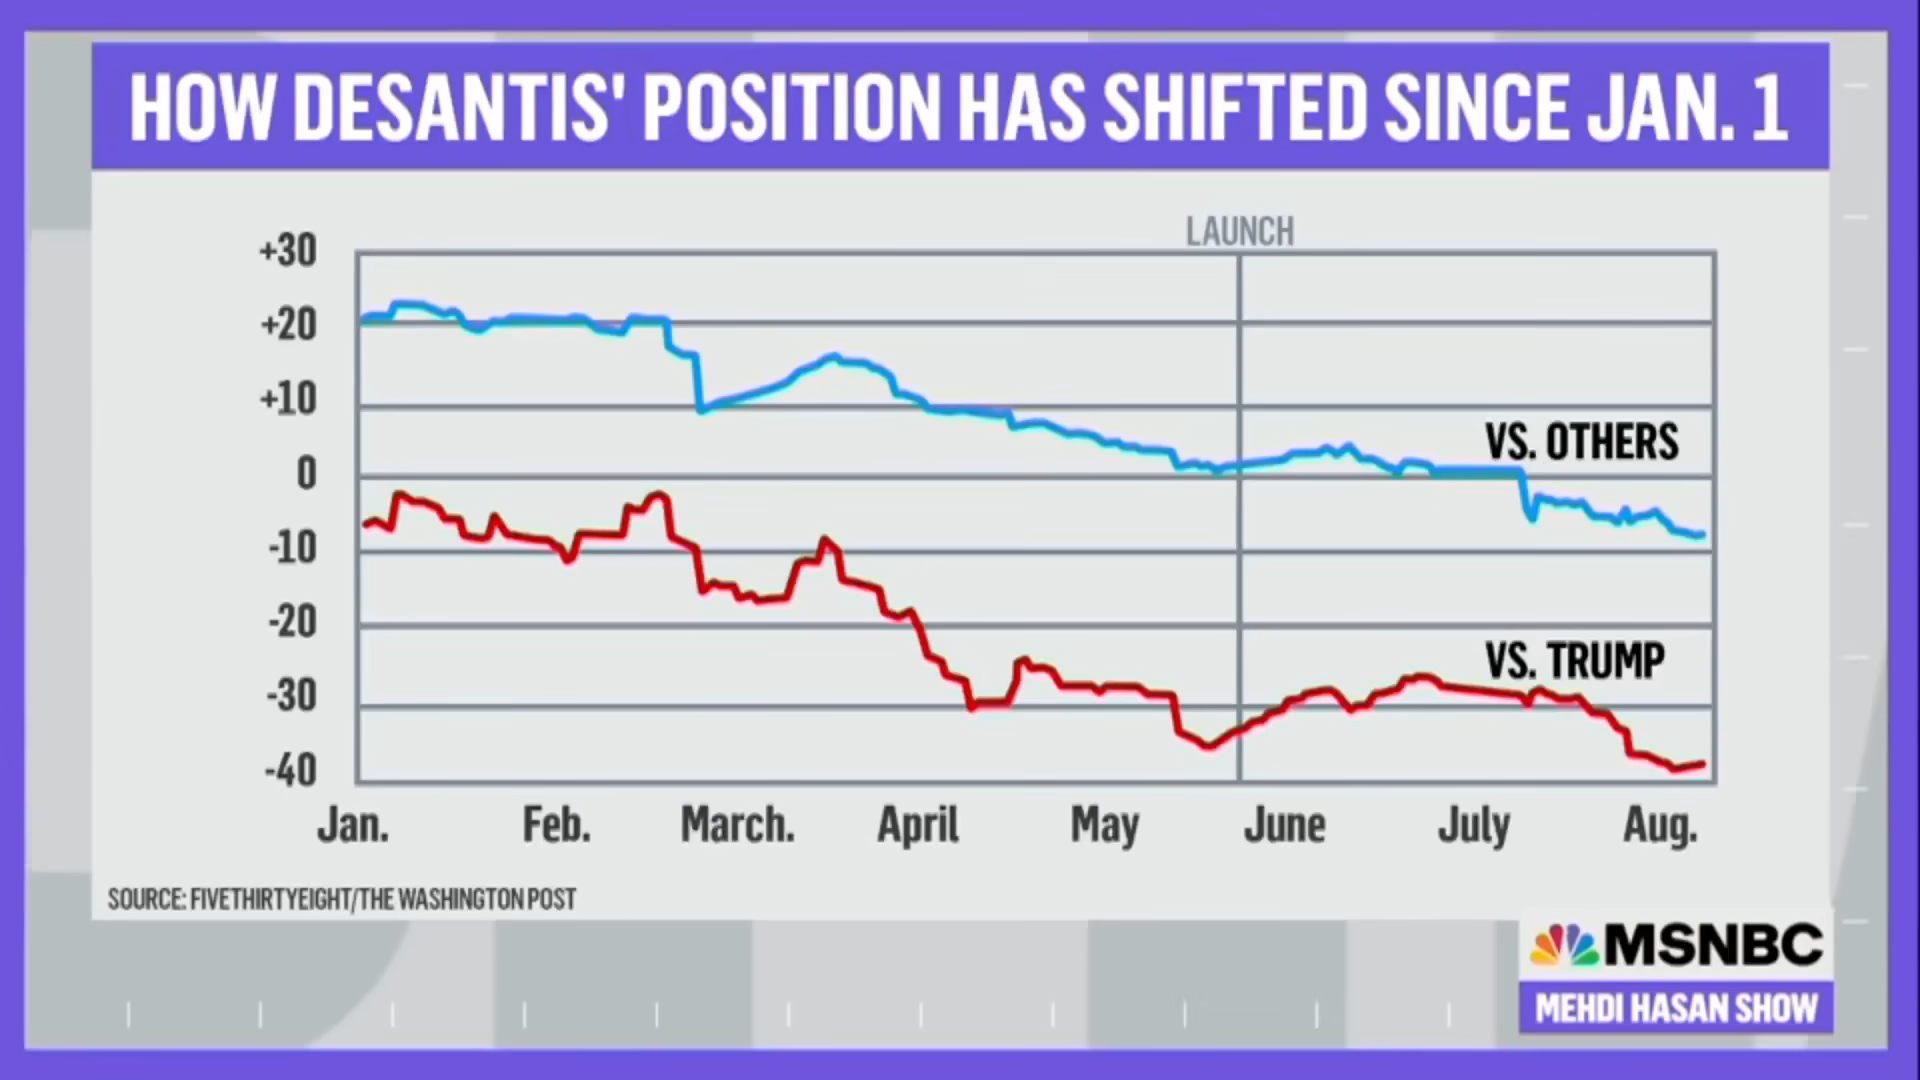 HOW DESANTIS' POSITION HAS SHIFTED SINCE JAN. 1
LAUNCH
+30
+20
+10
0
-10
-20
-30
-40
VS. OTHERS
VS. TRUMP
Jan. Feb. March. April May June July Aug.
SOURCE: FIVETHIRTYEIGHT/THE WASHINGTON POST
MSNBC
MEHDI HASAN SHOW